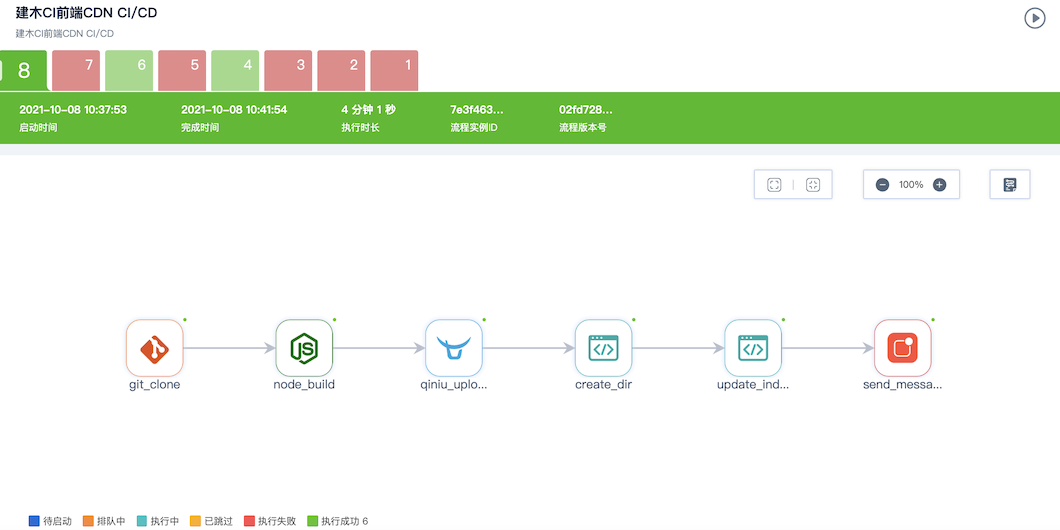 建木CI前端CDN CI/CD
建木CI前端CDN CI/CD
8 7 6 5 4 3 2 1
2021-10-08 10:37:53 2021-10-08 10:41:54 4 分钟 1 秒 7e3f463... 02fd728...
启动时间 完成时间 执行时长 流程实例ID 流程版本号
100%
git_clone node_build qiniu_uplo... create_dir update_ind... send_messa...
待启动 排队中 执行中 已跳过 执行失败 执行成功 6